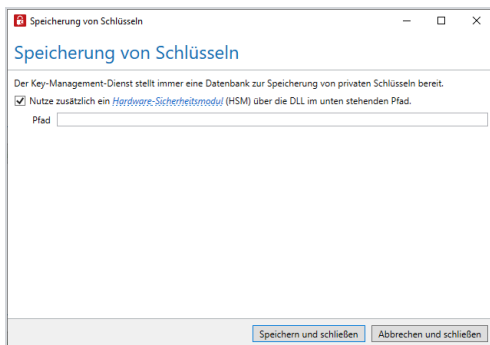 Speicherung von Schlüsseln
Speicherung von Schlüsseln
Der Key-Management-Dienst stellt immer eine Datenbank zur Speicherung von privaten Schlüsseln bereit.
Nutze zusätzlich ein Hardware-Sicherheitsmodul (HSM) über die DLL im unten stehenden Pfad.
Pfad
Speichern und schließen Abbrechen und schließen